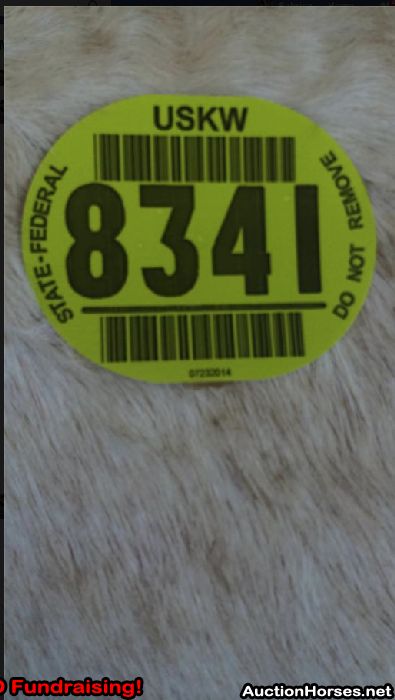 USKW
STATE-FEDERAL
8341
DO NOT REMOVE
07232014
Fundraising!
AuctionHorses.net